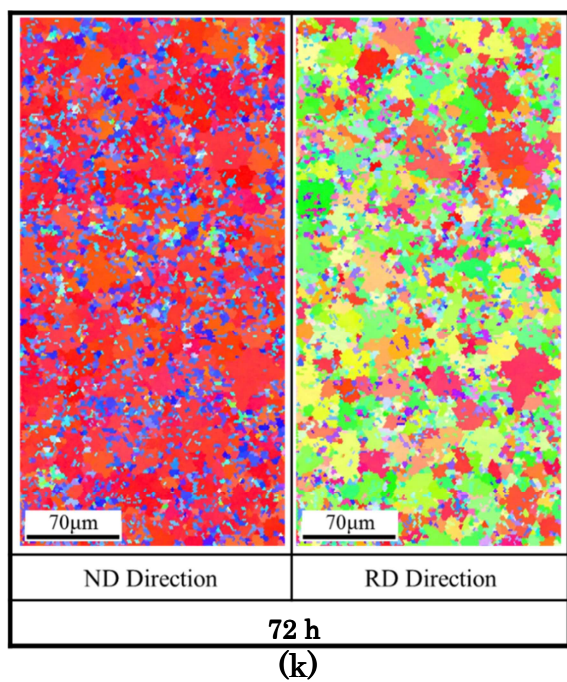 70μm 70μm
ND Direction RD Direction
72 h
(k)